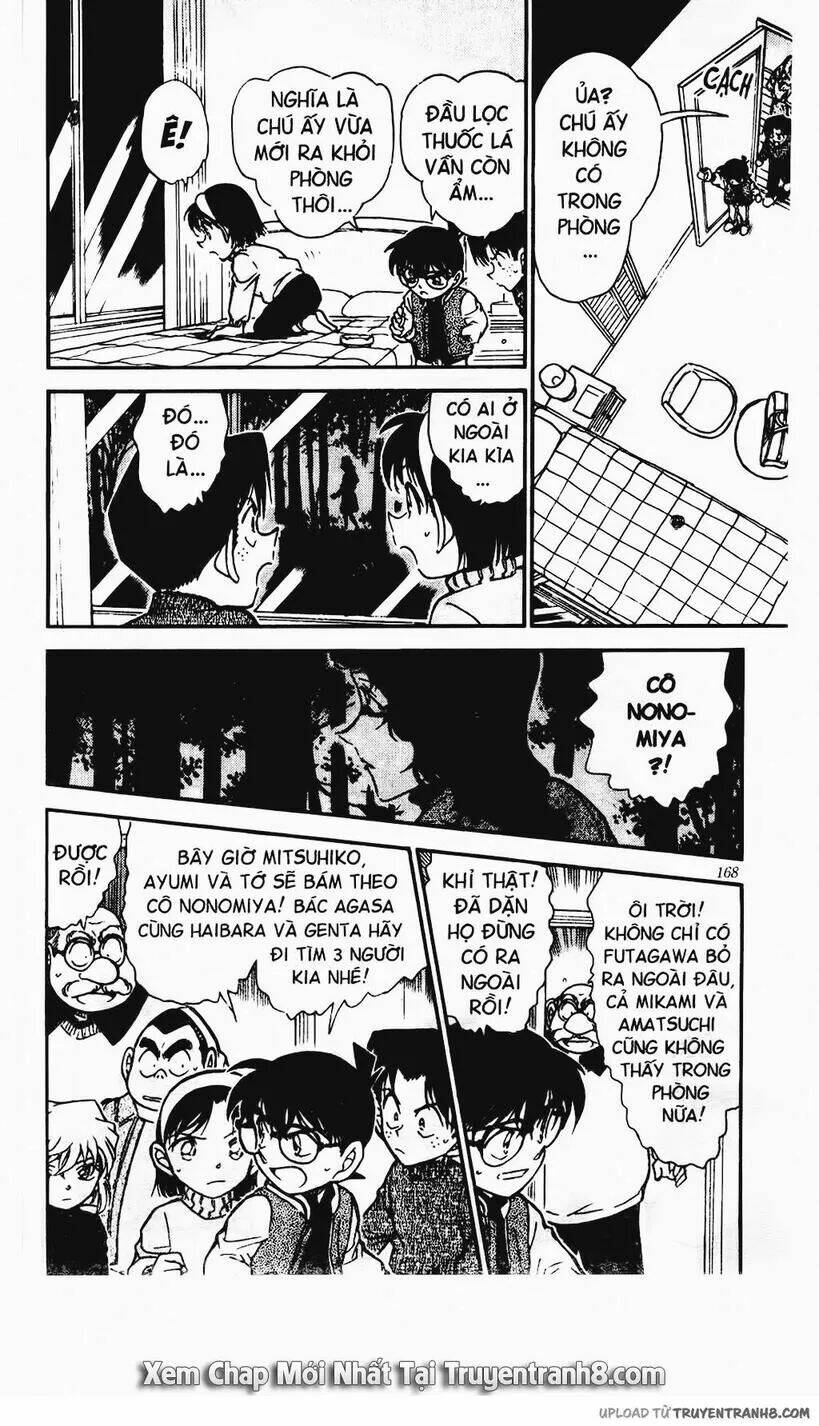 CẠCH
ỦA?
CHÚ ẤY
KHÔNG
CÓ
TRONG
PHÒNG
...
ĐẦU LỌC
THUỐC LÁ
VẪN CÒN
ẨM...
NGHĨA LÀ
CHÚ ẤY VỪA
MỚI RA KHỎI
PHÒNG
THÔI...
Ê!
CÓ AI Ở
NGOÀI
KIA KÌA
...
ĐÓ...
ĐÓ
LÀ...
CÔ
NONO-
MIYA
?!
168
ÔI TRỜI!
KHÔNG CHỈ CÓ
FUTAGAWA BỎ
RA NGOÀI ĐÂU,
CẢ MIKAMI VÀ
AMATSUCHI
CŨNG KHÔNG
THẤY TRONG
PHÒNG
NỮA!
KHỈ THẬT!
ĐÃ DẶN
HỌ ĐỪNG
CÓ RA
NGOÀI
RỒI!
BÂY GIỜ MITSUHIKO,
AYUMI VÀ TỚ SẼ BÁM THEO
CÔ NONOMIYA! BÁC AGASA
CÙNG HAIBARA VÀ GENTA HÃY
ĐI TÌM 3 NGƯỜI
KIA NHÉ!
ĐƯỢC
RỒI!
Xem Chap Mới Nhất Tại Truyentranh8.com
UPLOAD TỪ TRUYENTRANH8.COM